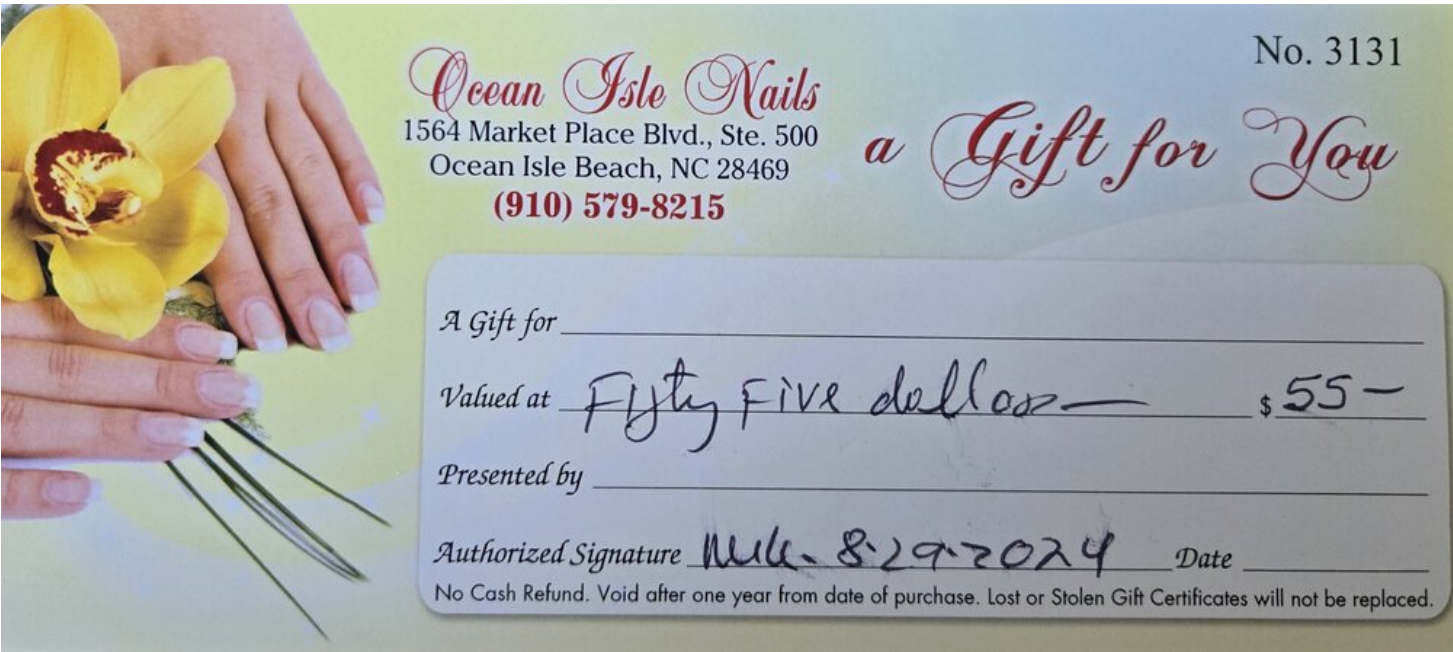 No. 3131
Ocean Isle Nails
1564 Market Place Blvd., Ste. 500
Ocean Isle Beach, NC 28469
(910) 579-8215
a Gift for You
A Gift for
Valued at Fifty Five dollars — $ 55 —
Presented by
Authorized Signature 8-29-2024 Date
No Cash Refund. Void after one year from date of purchase. Lost or Stolen Gift Certificates will not be replaced.